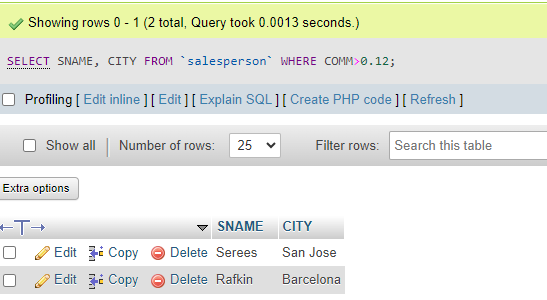 Showing rows 0 - 1 (2 total, Query took 0.0013 seconds.)
SELECT SNAME, CITY FROM `salesperson` WHERE COMM>0.12;
Profiling [ Edit inline ] [ Edit ] [ Explain SQL ] [ Create PHP code ] [ Refresh ]
Show all | Number of rows: 25 Filter rows: Search this table
Extra options
←T→ SNAME CITY
Edit Copy Delete Serees San Jose
Edit Copy Delete Rafkin Barcelona